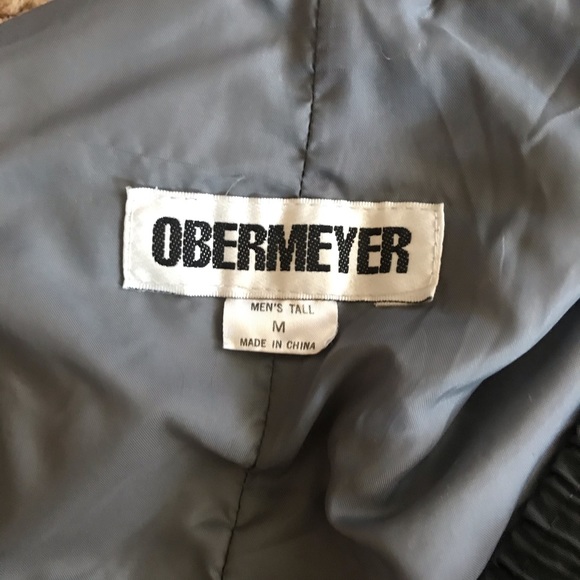 OBERMEYER
MEN'S TALL
M
MADE IN CHINA